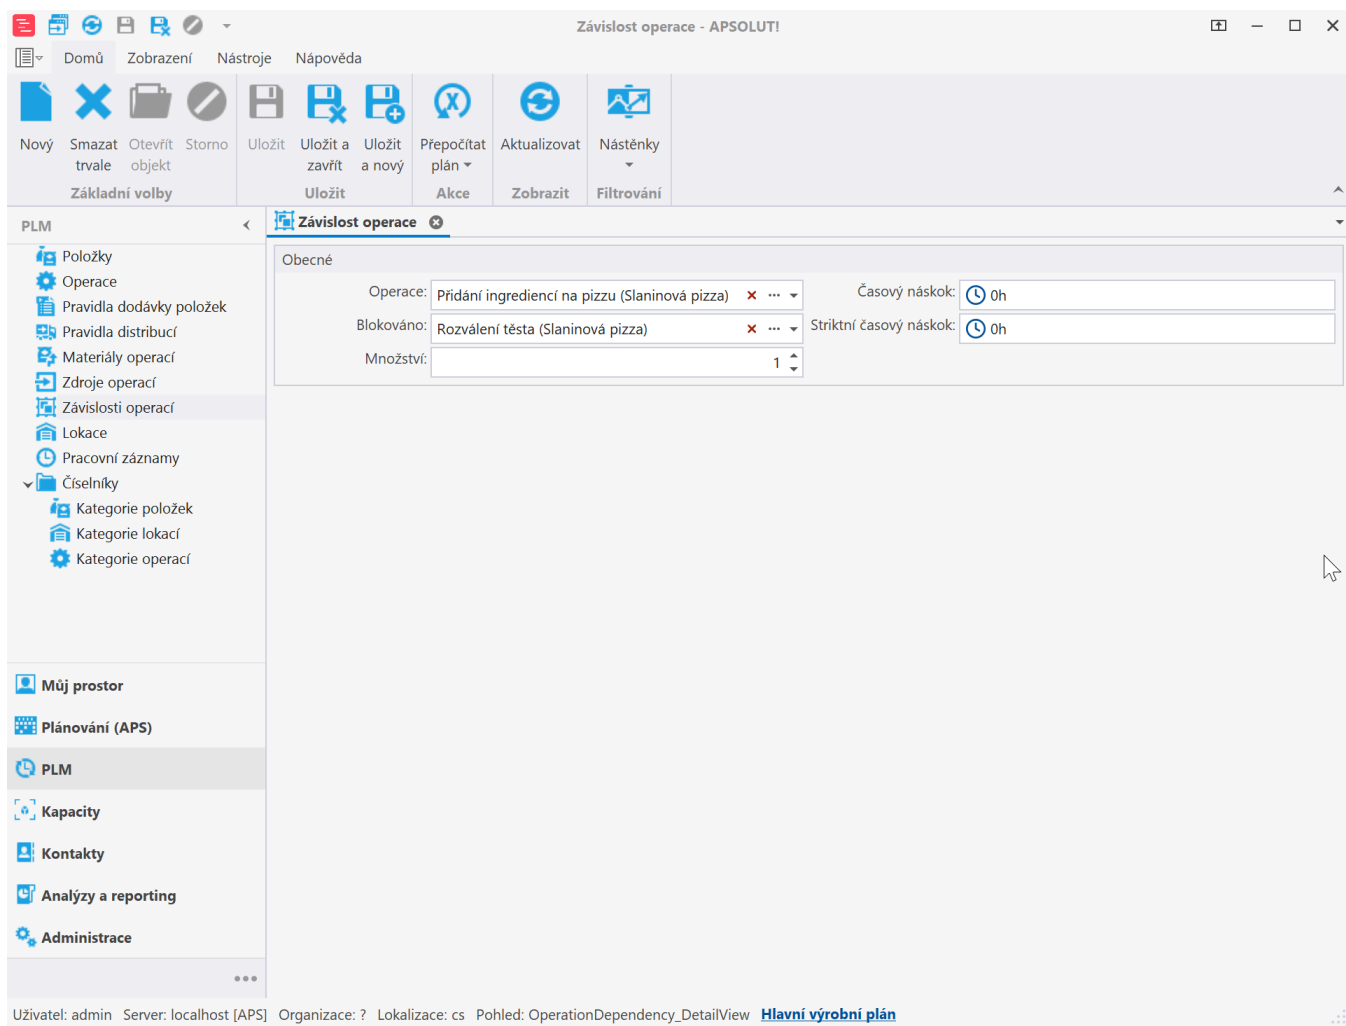 Závislost operace - APSOLUT!
Domů Zobrazení Nástroje Nápověda
Nový Smazat trvale Otevřít objekt Storno Uložit Uložit a zavřít Uložit a nový Přepočítat plán Aktualizovat Nástěnky
Základní volby Uložit Akce Zobrazit Filtrování
PLM
Položky
Operace
Pravidla dodávky položek
Pravidla distribucí
Materiály operací
Zdroje operací
Závislosti operací
Lokace
Pracovní záznamy
Číselníky
Kategorie položek
Kategorie lokací
Kategorie operací
Můj prostor
Plánování (APS)
PLM
Kapacity
Kontakty
Analýzy a reporting
Administrace
Závislost operace
Obecné
Operace: Přidání ingrediencí na pizzu (Slaninová pizza) Časový náskok: 0h
Blokováno: Rozválení těsta (Slaninová pizza) Striktní časový náskok: 0h
Množství: 1
Uživatel: admin Server: localhost [APS] Organizace: ? Lokalizace: cs Pohled: OperationDependency_DetailView Hlavní výrobní plán